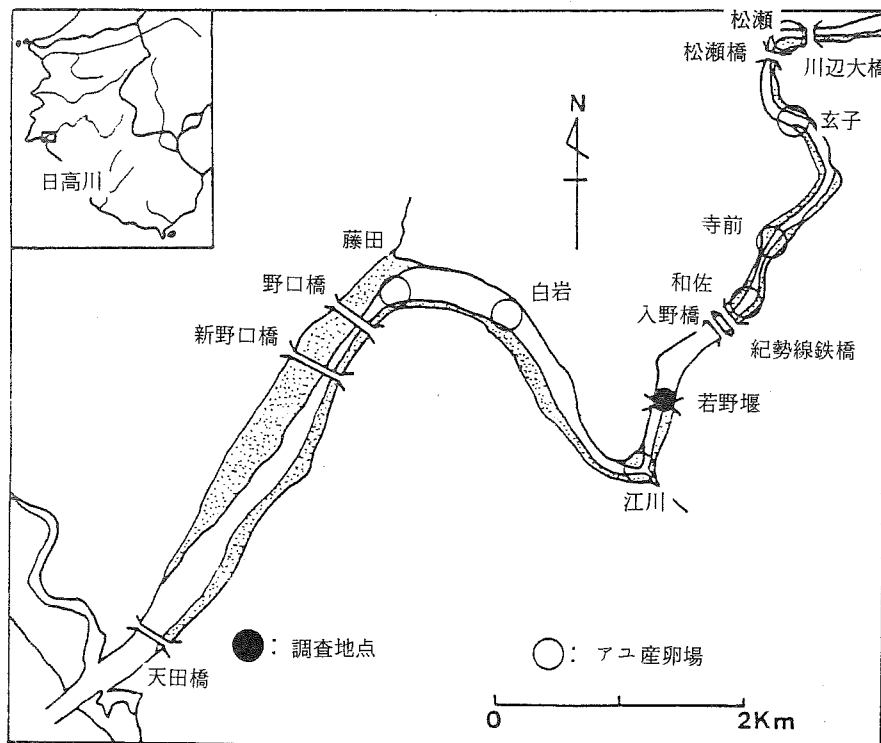 松瀬
松瀬橋
川辺大橋
玄子
N
日高川
寺前
藤田
和佐
野口橋
白岩
入野橋
新野口橋
紀勢線鉄橋
若野堰
江川
●：調査地点
○：アユ産卵場
天田橋
0
2Km